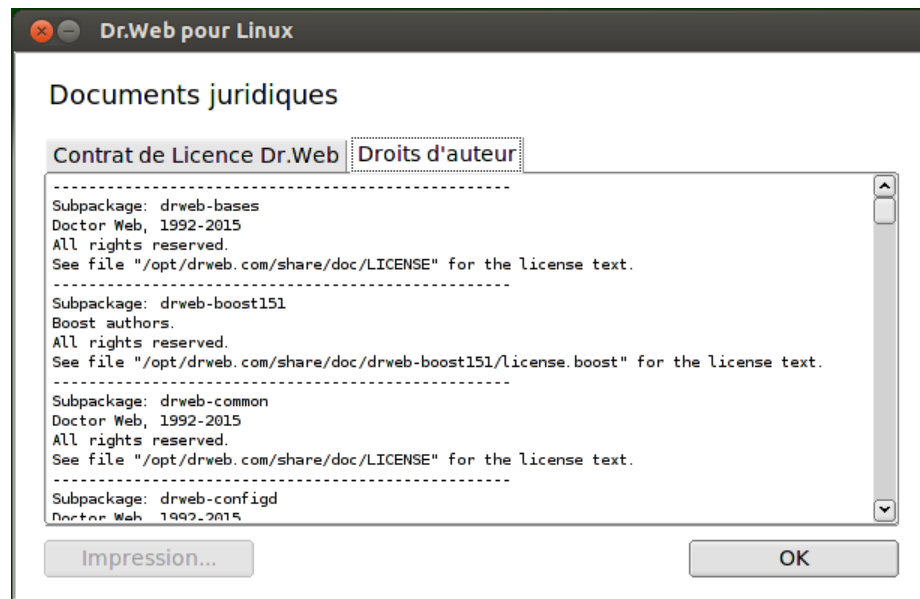 Dr.Web pour Linux
Documents juridiques
Contrat de Licence Dr.Web
Droits d'auteur
----------------------------------------------------
Subpackage: drweb-bases
Doctor Web, 1992-2015
All rights reserved.
See file "/opt/drweb.com/share/doc/LICENSE" for the license text.
----------------------------------------------------
Subpackage: drweb-boost151
Boost authors.
All rights reserved.
See file "/opt/drweb.com/share/doc/drweb-boost151/license.boost" for the license text.
----------------------------------------------------
Subpackage: drweb-common
Doctor Web, 1992-2015
All rights reserved.
See file "/opt/drweb.com/share/doc/LICENSE" for the license text.
----------------------------------------------------
Subpackage: drweb-configd
Doctor Web, 1992-2015
Impression...
OK